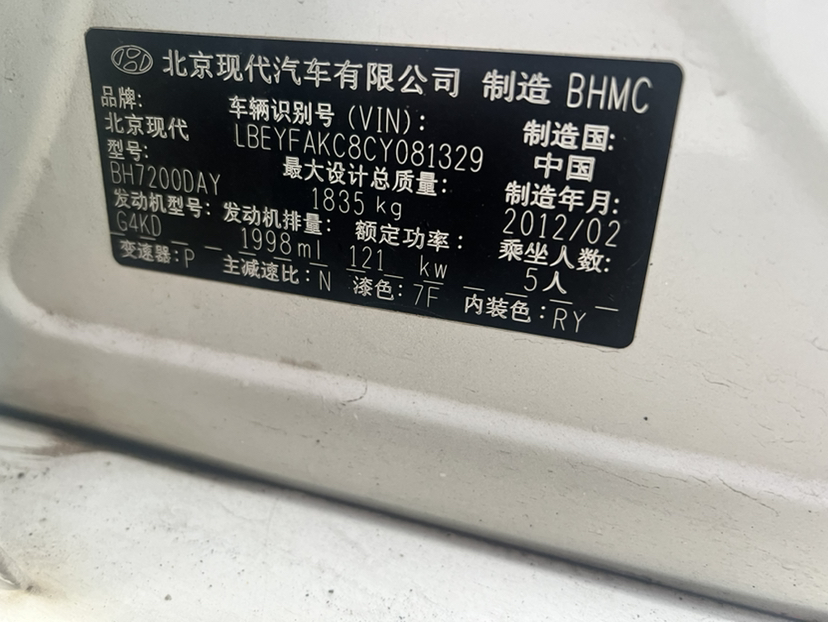 北京现代汽车有限公司 制造 BHMC
品牌: 车辆识别号(VIN): 制造国:
北京现代 LBEYFAKC8CY081329 中国
型号: 最大设计总质量: 制造年月:
BH7200DAY 1835kg 2012/02
发动机型号: 发动机排量: 额定功率: 乘坐人数:
G4KD 1998ml 121 kw 5人
变速器:P 主减速比:N 漆色:7F 内装色:RY